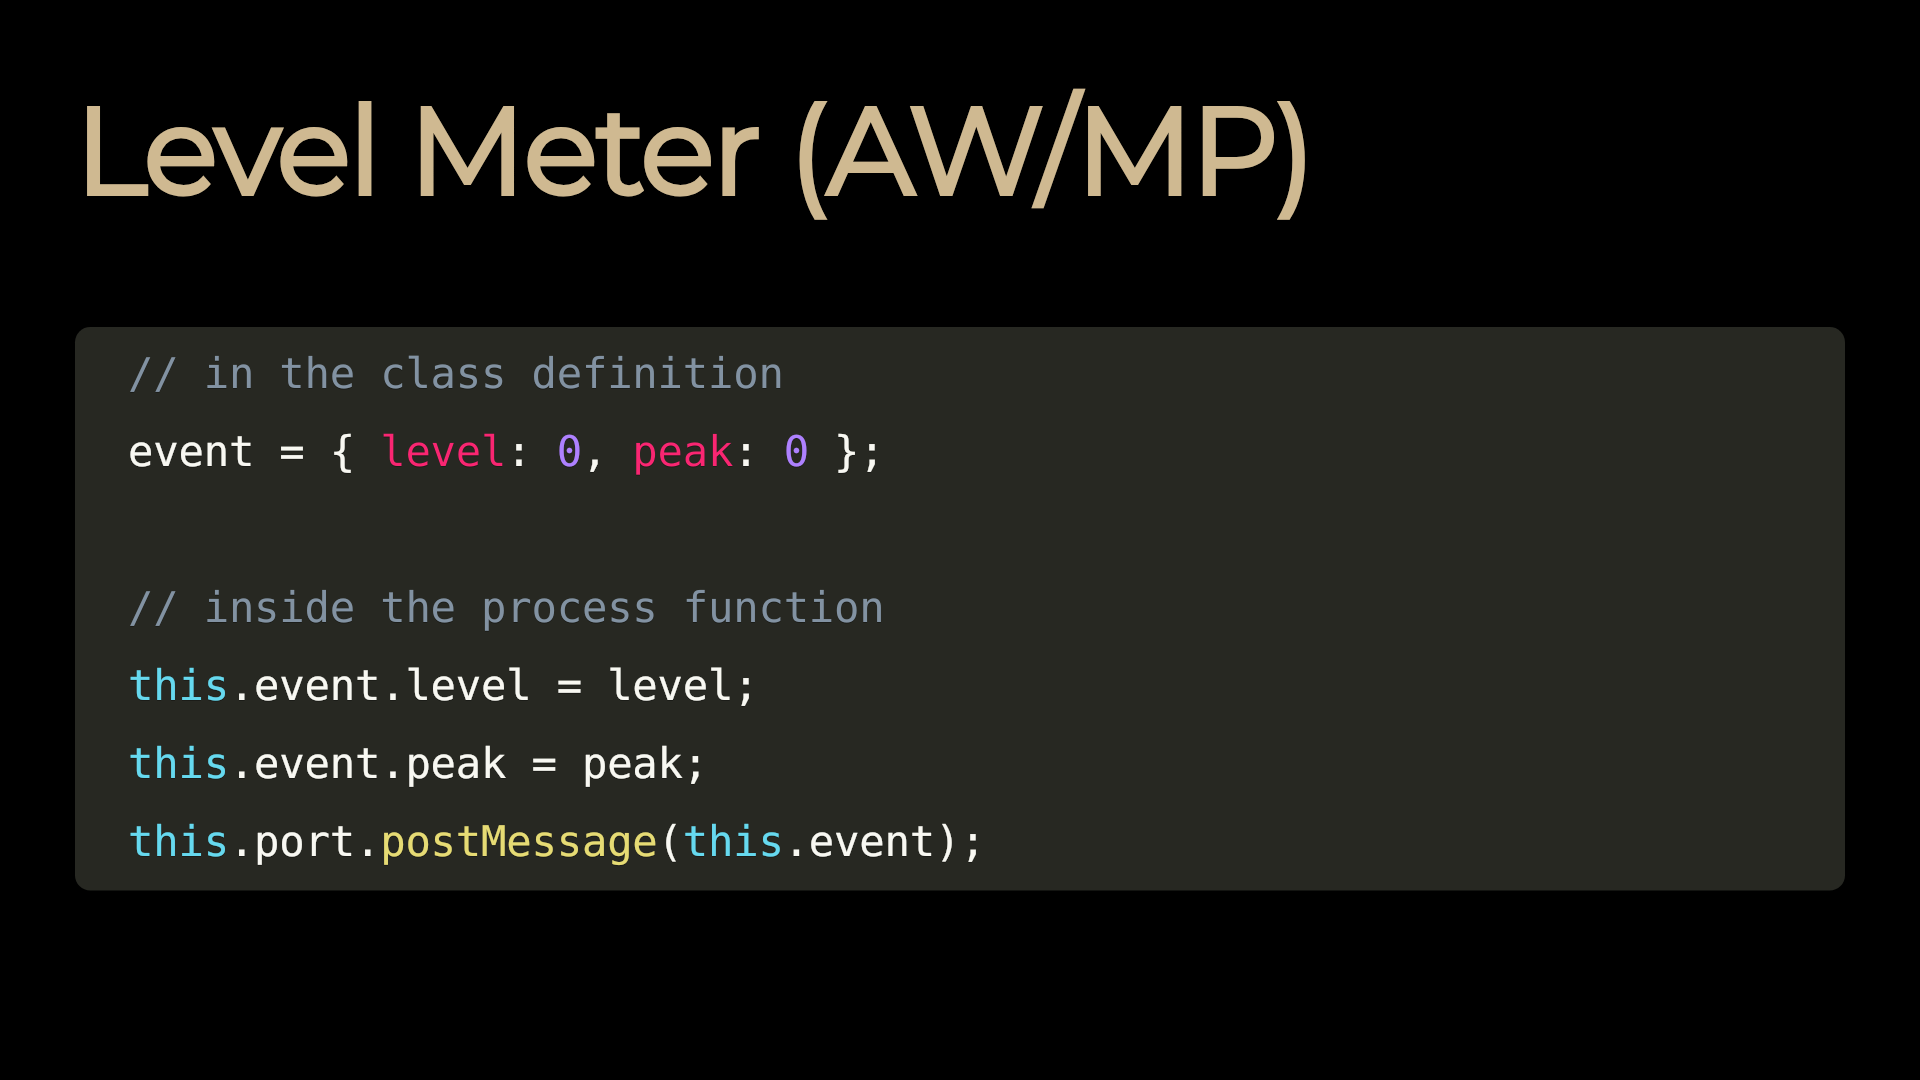 Level Meter (AW/MP)
// in the class definition
event = { level: 0, peak: 0 };
// inside the process function
this.event.level = level;
this.event.peak = peak;
this.port.postMessage(this.event);